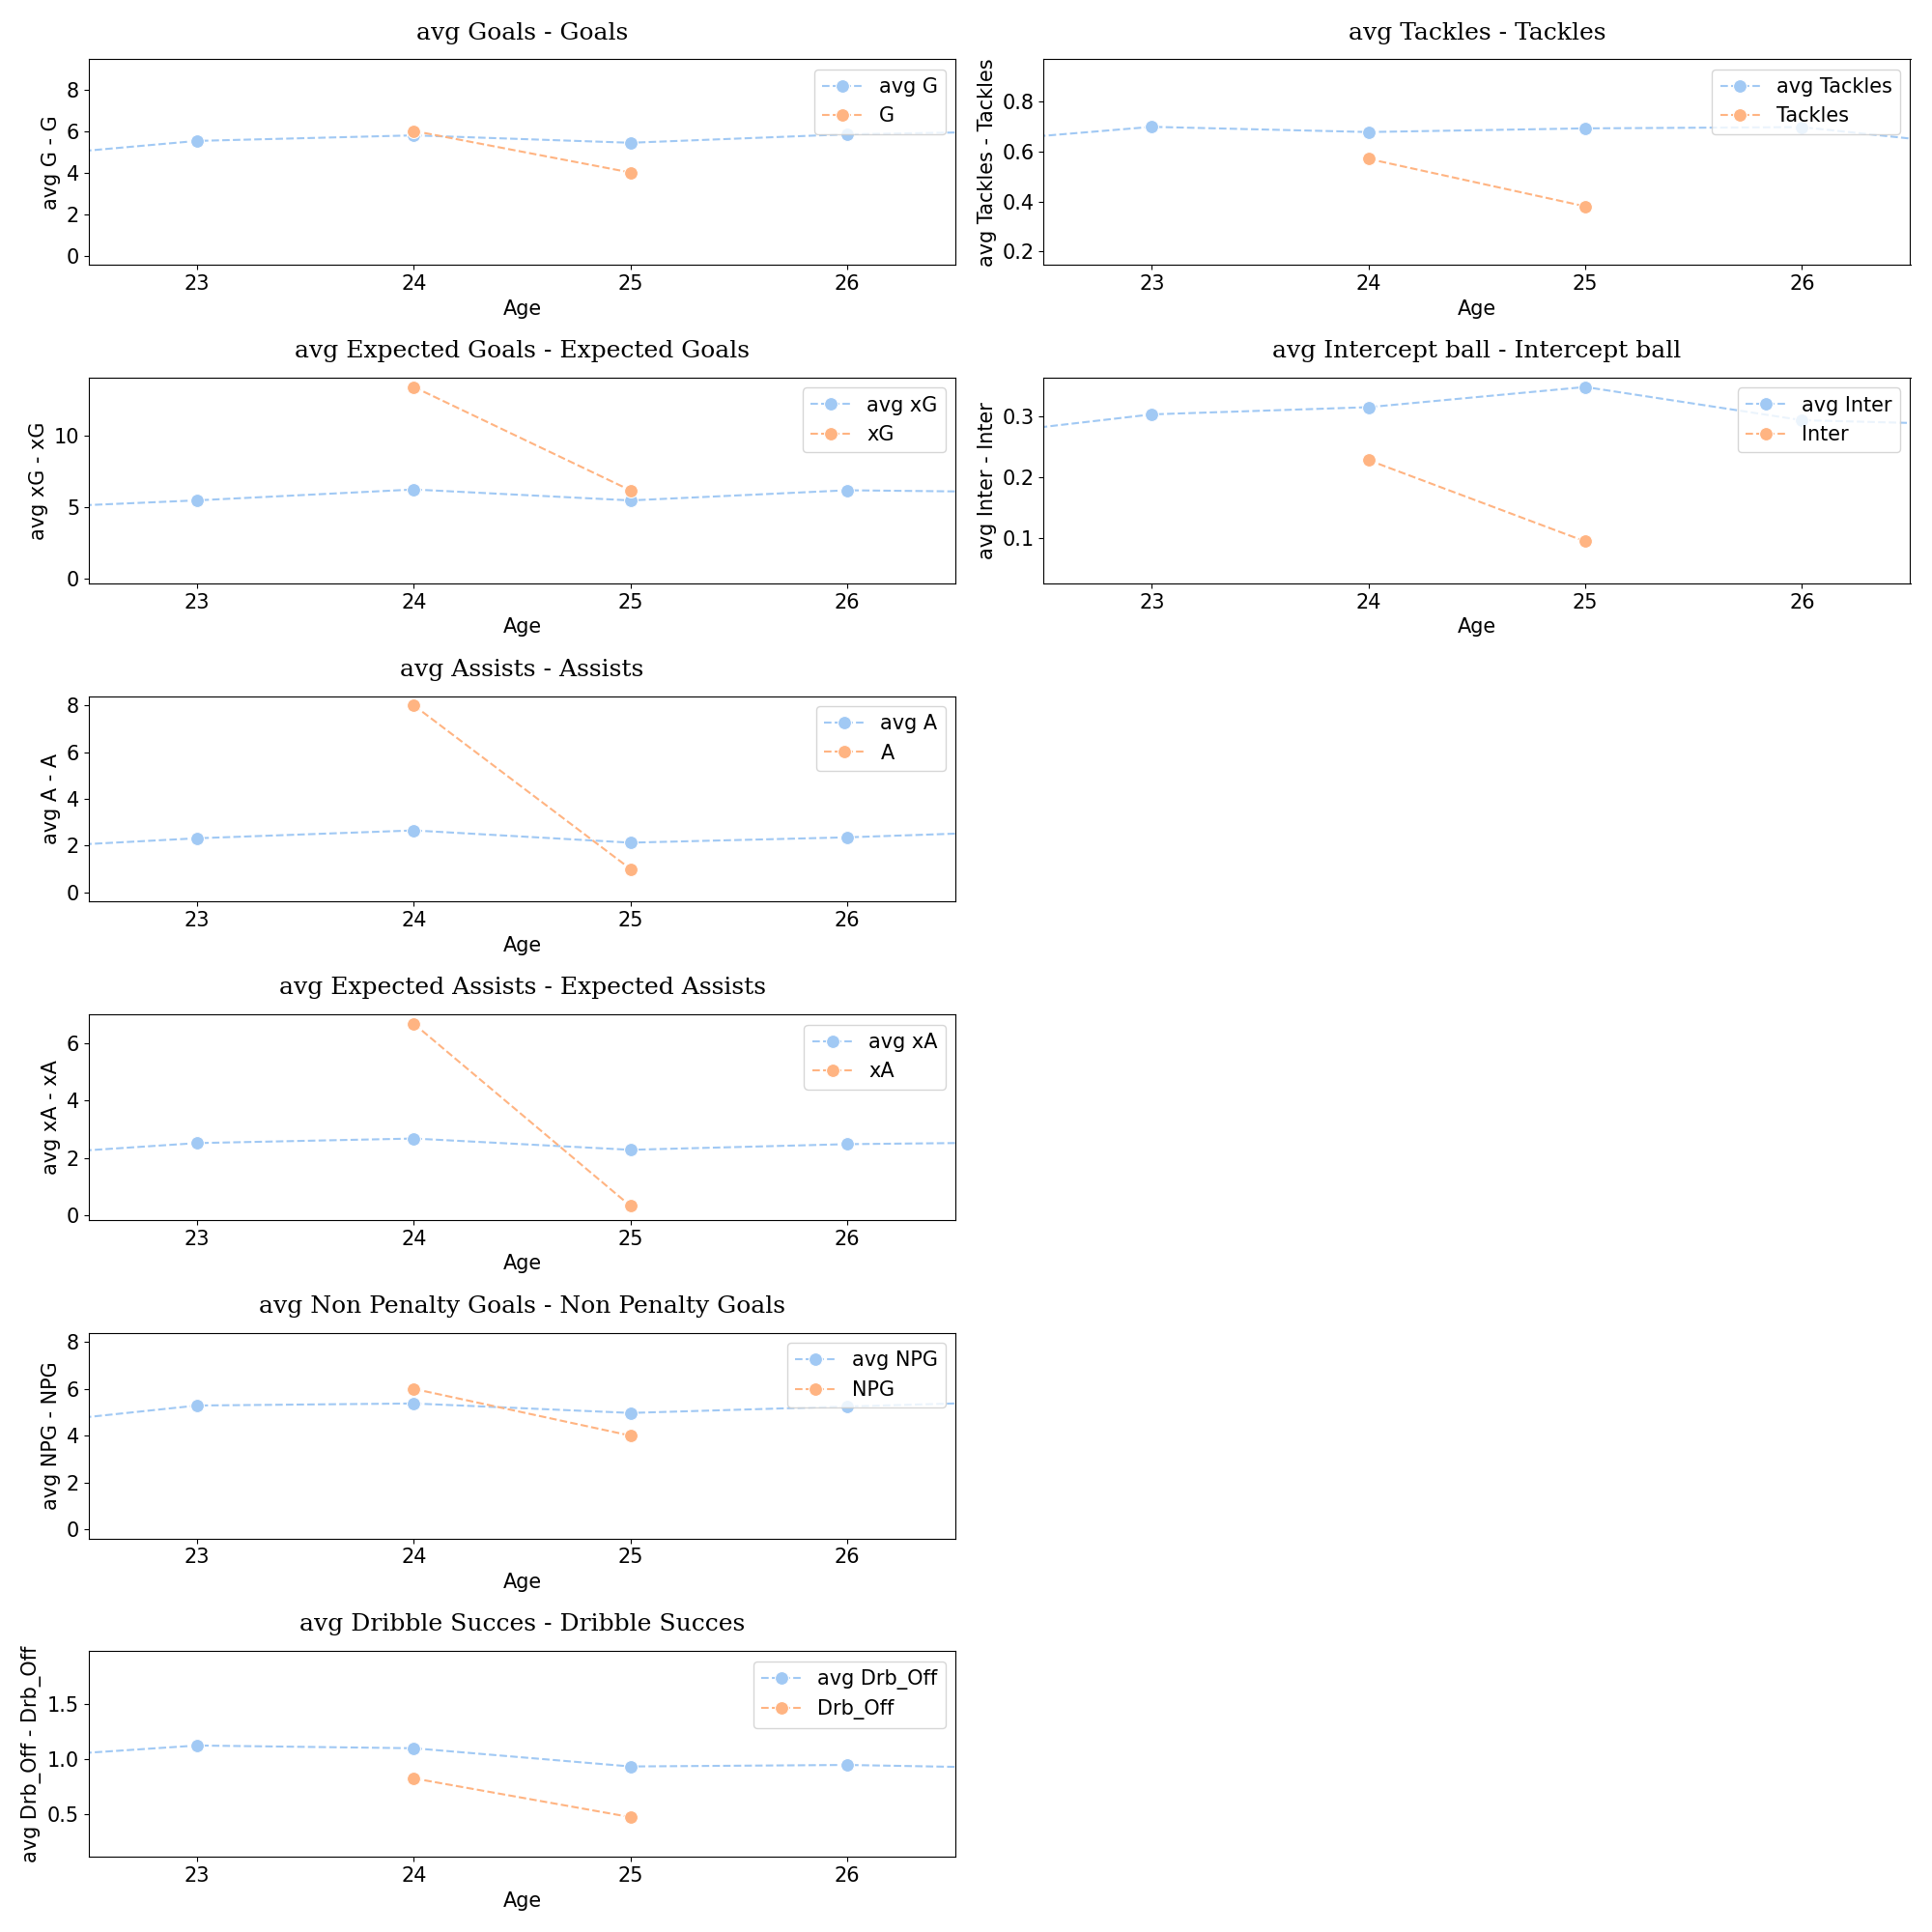 avg Goals - Goals
avg G - G
8
6
4
2
0
avg G
G
23 24 25 26
Age
avg Tackles - Tackles
avg Tackles - Tackles
0.8
0.6
0.4
0.2
avg Tackles
Tackles
23 24 25 26
Age
avg Expected Goals - Expected Goals
avg xG - xG
10
5
0
avg xG
xG
23 24 25 26
Age
avg Intercept ball - Intercept ball
avg Inter - Inter
0.3
0.2
0.1
avg Inter
Inter
23 24 25 26
Age
avg Assists - Assists
avg A - A
8
6
4
2
0
avg A
A
23 24 25 26
Age
avg Expected Assists - Expected Assists
avg xA - xA
6
4
2
0
avg xA
xA
23 24 25 26
Age
avg Non Penalty Goals - Non Penalty Goals
avg NPG - NPG
8
6
4
2
0
avg NPG
NPG
23 24 25 26
Age
avg Dribble Succes - Dribble Succes
avg Drb_Off - Drb_Off
1.5
1.0
0.5
avg Drb_Off
Drb_Off
23 24 25 26
Age